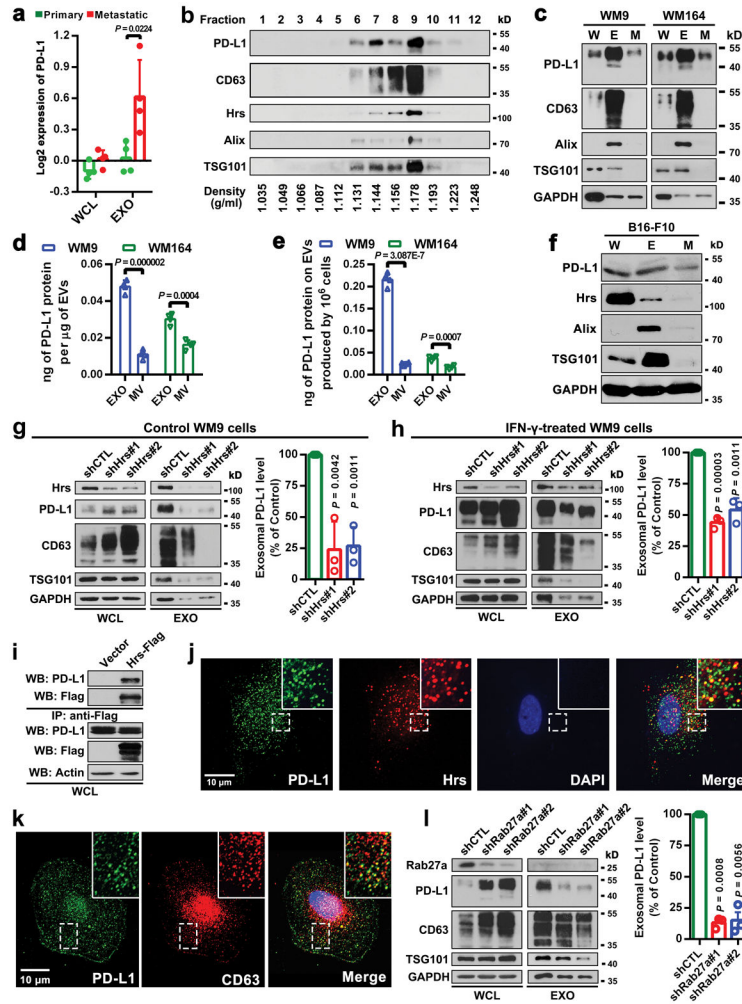 a
Primary Metastatic
P = 0.0224
Log2 expression of PD-L1
1.2
0.9
0.6
0.3
0.0
-0.3
WCL
EXO
b
Fraction 1 2 3 4 5 6 7 8 9 10 11 12 kD
PD-L1
55
40
CD63
55
35
Hrs
100
Alix
100
TSG101
40
Density (g/ml)
1.035 1.049 1.066 1.087 1.112 1.131 1.144 1.156 1.178 1.193 1.223 1.248
c
WM9 WM164
W E M W E M kD
PD-L1
55
40
CD63
55
35
Alix
100
TSG101
55
40
GAPDH
35
d
WM9 WM164
P = 0.000002
P = 0.0004
ng of PD-L1 protein
per μg of EVs
0.06
0.04
0.02
0.00
EXO
MV
EXO
MV
e
WM9 WM164
P = 3.087E-7
P = 0.0007
ng of PD-L1 protein on EVs
produced by 10⁶ cells
0.25
0.20
0.15
0.10
0.05
0.00
EXO
MV
EXO
MV
f
B16-F10
W E M kD
PD-L1
55
40
Hrs
100
Alix
100
TSG101
55
40
GAPDH
35
g
Control WM9 cells
shCTL shHrs#1 shHrs#2 shCTL shHrs#1 shHrs#2 kD
Hrs
100
PD-L1
55
40
CD63
55
35
TSG101
40
GAPDH
35
WCL EXO
Exosomal PD-L1 level
(% of Control)
100
75
50
25
0
P = 0.0042
P = 0.0011
shCTL
shHrs#1
shHrs#2
h
IFN-γ-treated WM9 cells
shCTL shHrs#1 shHrs#2 shCTL shHrs#1 shHrs#2 kD
Hrs
100
PD-L1
55
40
CD63
55
35
TSG101
40
GAPDH
35
WCL EXO
Exosomal PD-L1 level
(% of Control)
100
75
50
25
0
P = 0.00003
P = 0.0011
shCTL
shHrs#1
shHrs#2
i
Vector Hrs-Flag
WB: PD-L1
WB: Flag
IP: anti-Flag
WB: PD-L1
WB: Flag
WB: Actin
WCL
j
10 μm
PD-L1
Hrs
DAPI
Merge
k
10 μm
PD-L1
CD63
Merge
l
shCTL shRab27a#1 shRab27a#2 shCTL shRab27a#1 shRab27a#2 kD
Rab27a
25
PD-L1
55
40
CD63
55
35
TSG101
40
GAPDH
35
WCL EXO
Exosomal PD-L1 level
(% of Control)
100
75
50
25
0
P = 0.0008
P = 0.0056
shCTL
shRab27a#1
shRab27a#2